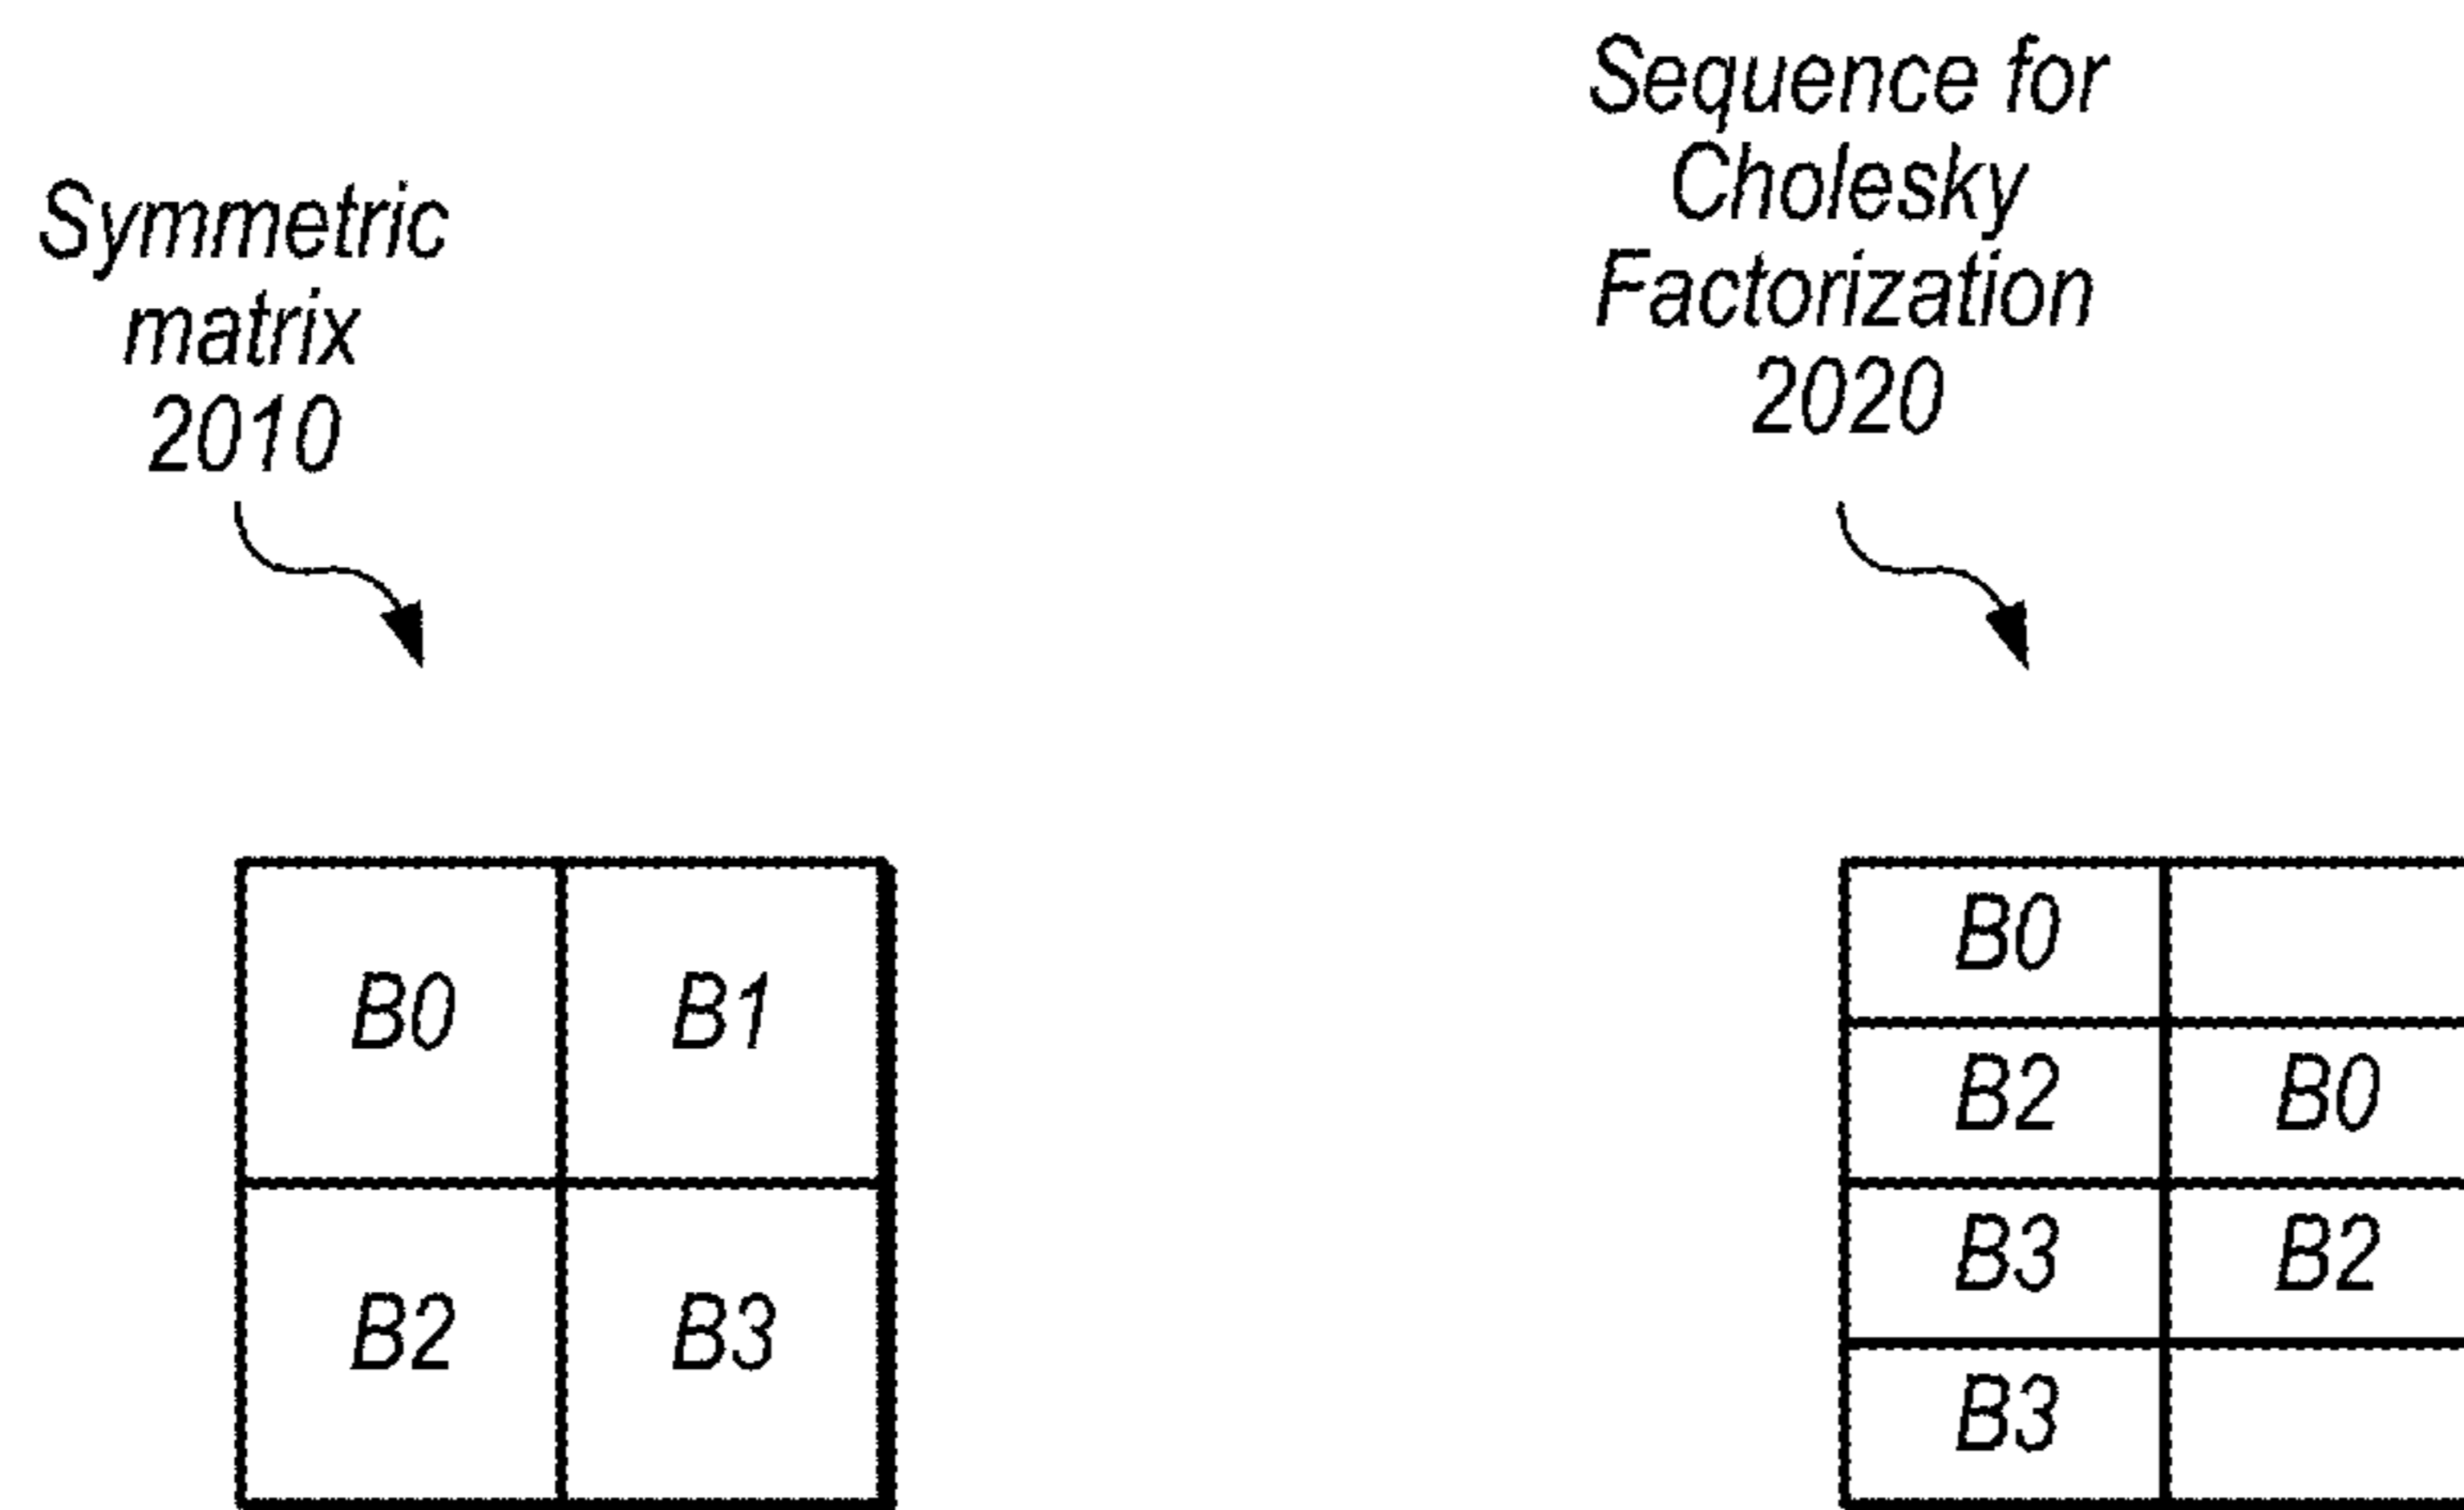 Symmetric
matrix
2010
Sequence for
Cholesky
Factorization
2020
B0 B1
B2 B3
B0
B2 B0
B3 B2
B3